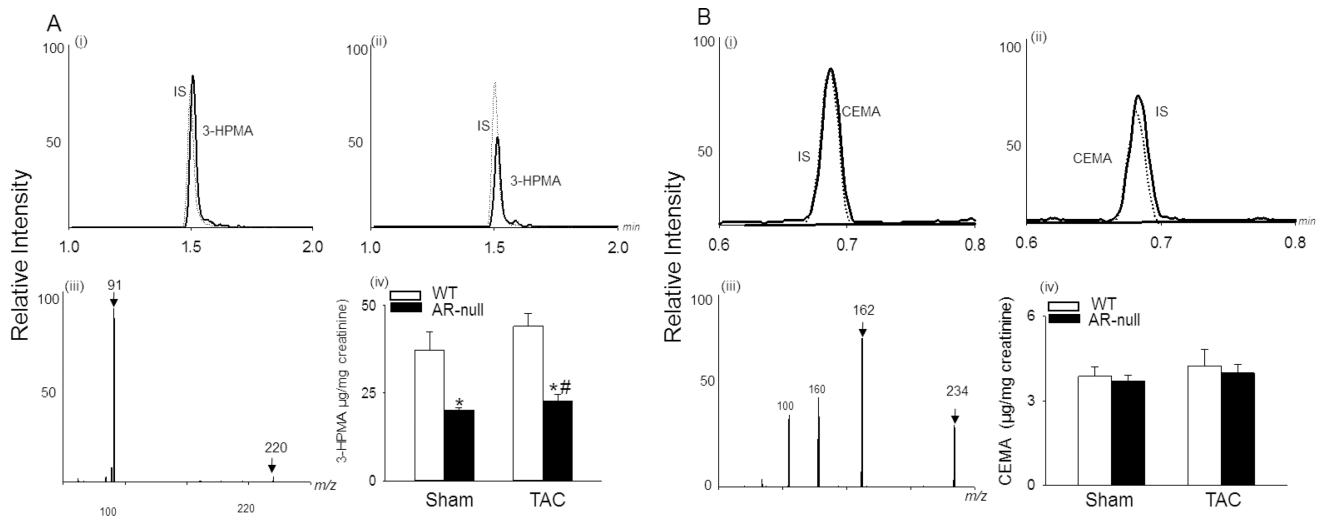 A
(i)
100
50
IS
3-HPMA
1.0
1.5
2.0
(ii)
100
50
IS
3-HPMA
min
1.0
1.5
2.0
Relative Intensity
(iii)
100
50
0
91
220
m/z
100
220
(iv)
WT
AR-null
3-HPMA µg/mg creatinine
50
25
0
*
*#
Sham
TAC
B
(i)
100
50
0
IS
CEMA
0.6
0.7
0.8
(ii)
100
50
0
CEMA
IS
min
0.6
0.7
0.8
Relative Intensity
(iii)
100
50
0
100
160
162
234
m/z
(iv)
WT
AR-null
CEMA (µg/mg creatinine)
6
3
0
Sham
TAC